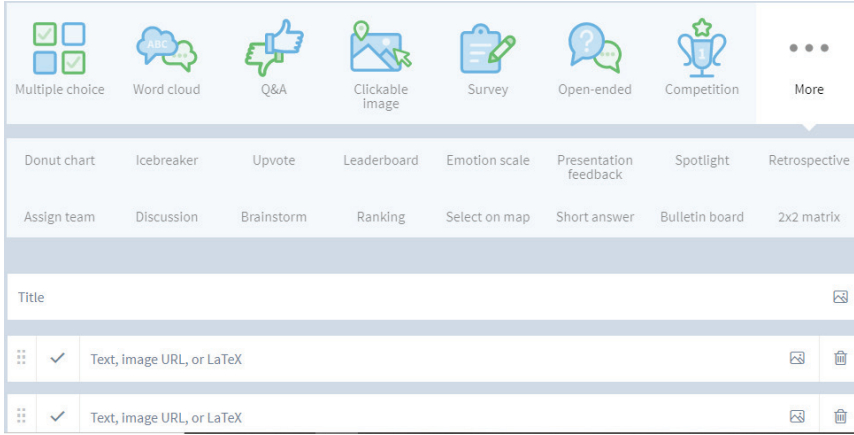 ABC
1
Multiple choice
Word cloud
Q&A
Clickable
image
Survey
Open-ended
Competition
More
Donut chart
Icebreaker
Upvote
Leaderboard
Emotion scale
Presentation
feedback
Spotlight
Retrospective
Assign team
Discussion
Brainstorm
Ranking
Select on map
Short answer
Bulletin board
2x2 matrix
Title
Text, image URL, or LaTeX
Text, image URL, or LaTeX